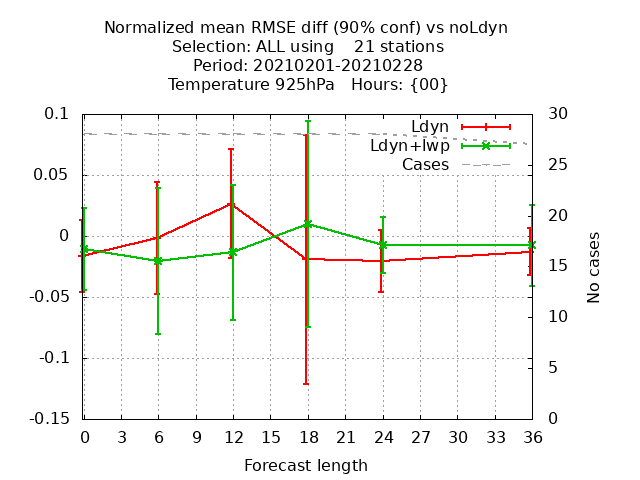 Normalized mean RMSE diff (90% conf) vs noLdyn
Selection: ALL using 21 stations
Period: 20210201-20210228
Temperature 925hPa Hours: {00}
0.1
0.05
0
-0.05
-0.1
-0.15
30
25
20
15
10
5
0
Ldyn
Ldyn+lwp
Cases
No cases
0 3 6 9 12 15 18 21 24 27 30 33 36
Forecast length